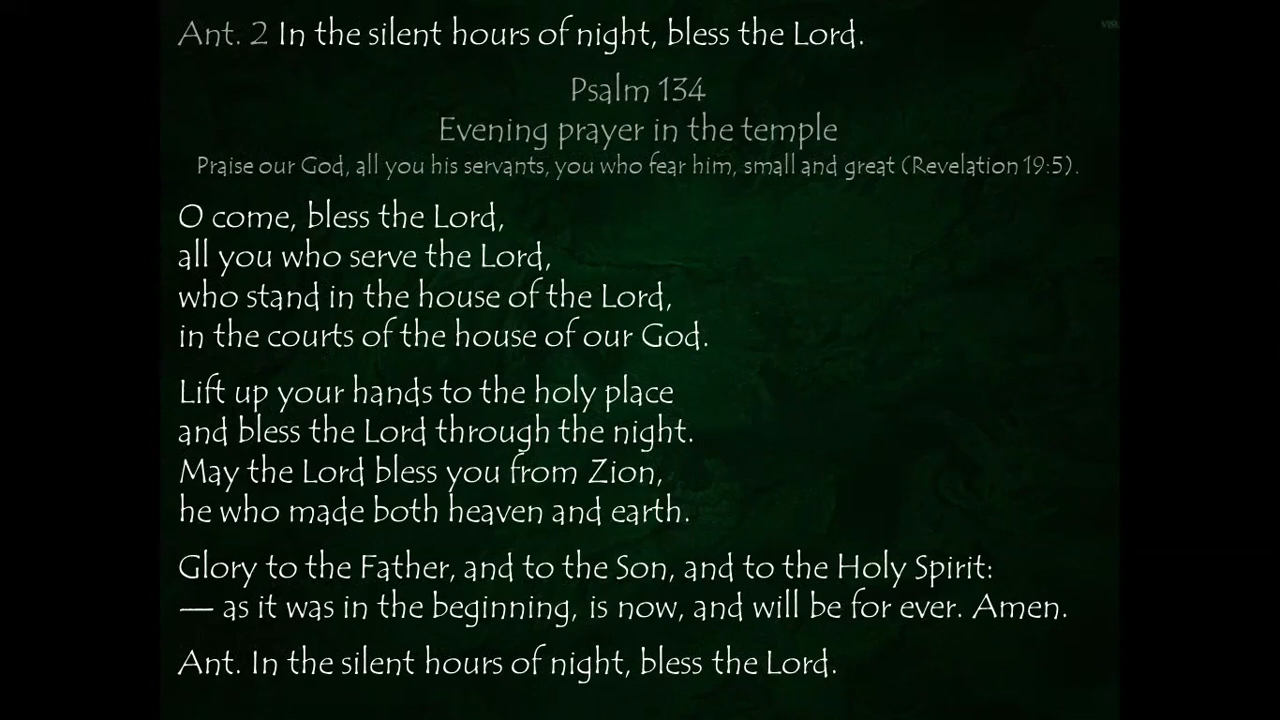 Ant. 2 In the silent hours of night, bless the Lord.
Psalm 134
Evening prayer in the temple
Praise our God, all you his servants, you who fear him, small and great (Revelation 19:5).
O come, bless the Lord,
all you who serve the Lord,
who stand in the house of the Lord,
in the courts of the house of our God.
Lift up your hands to the holy place
and bless the Lord through the night.
May the Lord bless you from Zion,
he who made both heaven and earth.
Glory to the Father, and to the Son, and to the Holy Spirit:
— as it was in the beginning, is now, and will be for ever. Amen.
Ant. In the silent hours of night, bless the Lord.